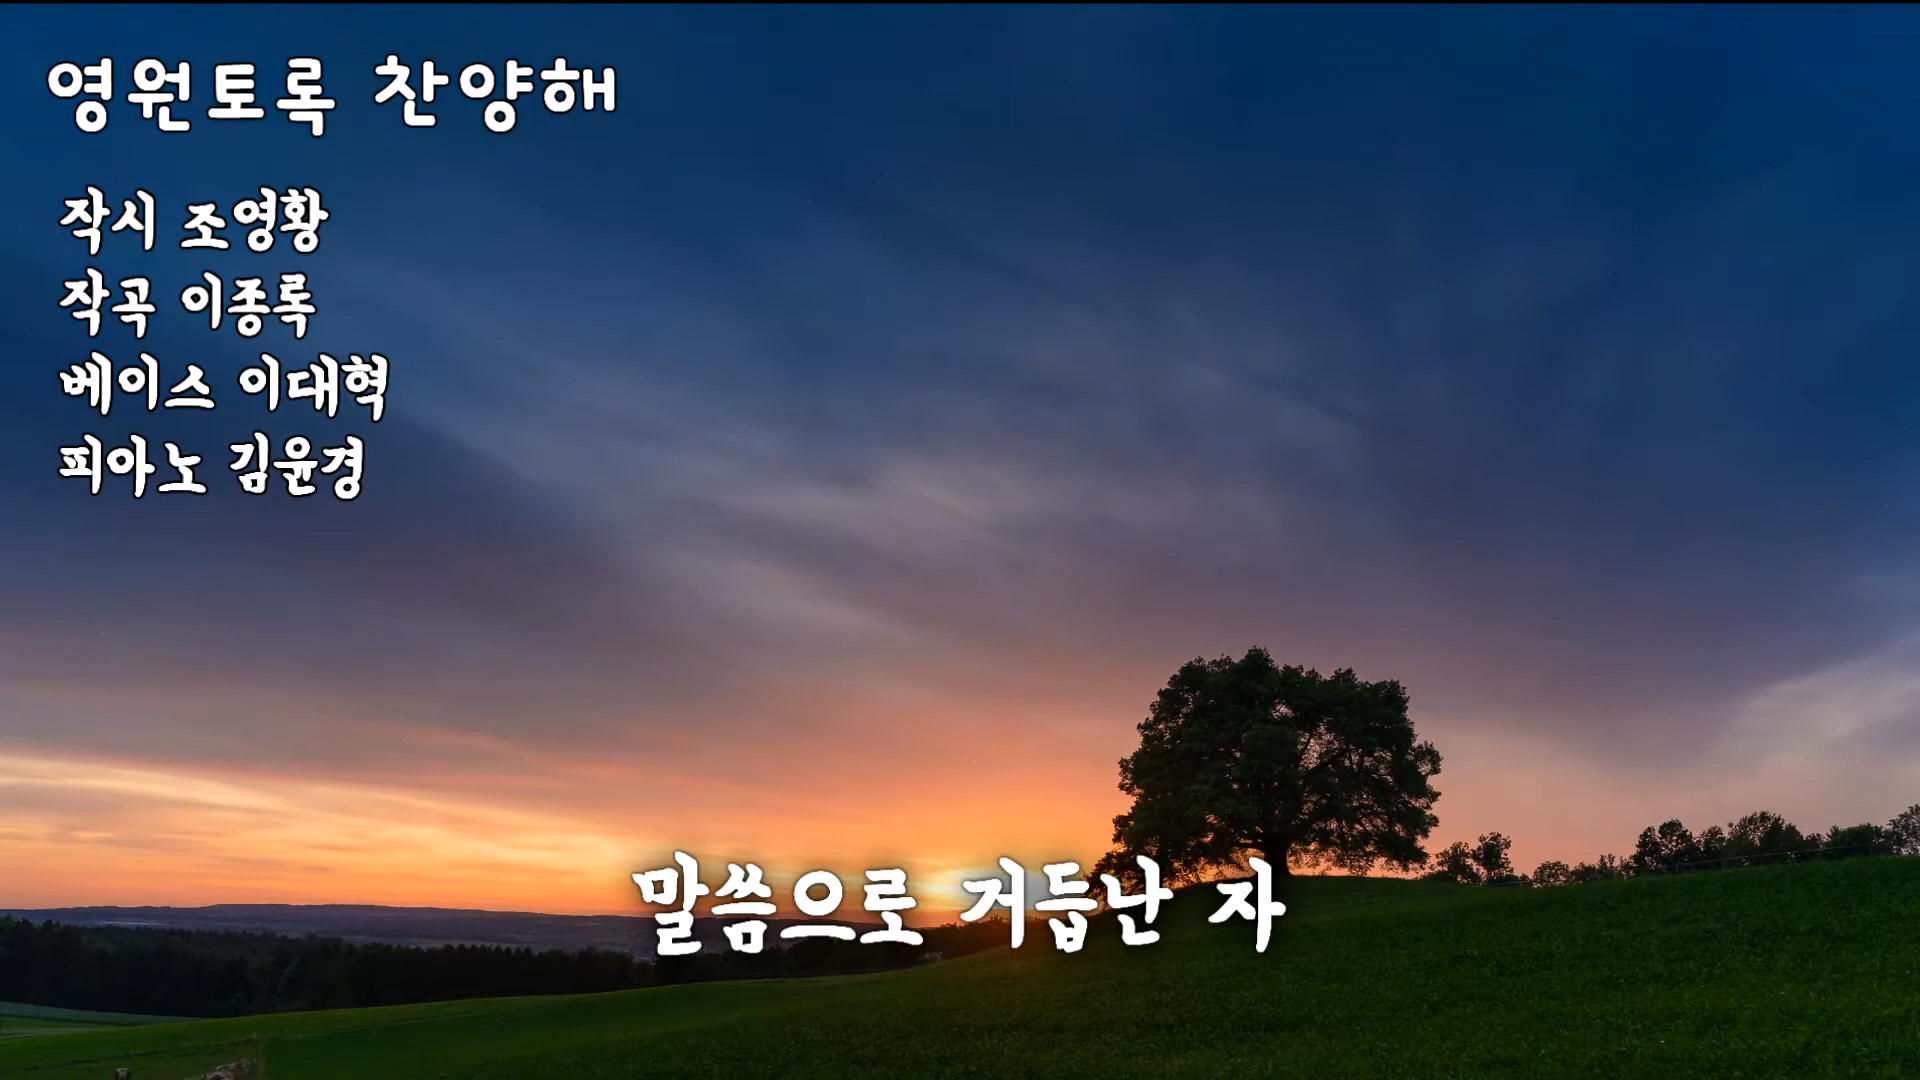 영원토록 찬양해
작시 조영황
작곡 이종록
베이스 이대혁
피아노 김윤경
말씀으로 거듭난 자